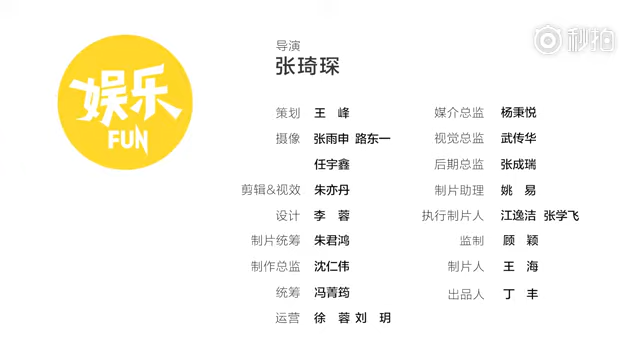 娱乐
FUN
秒拍
导演
张琦琛
策划 王 峰
摄像 张雨申 路东一
任宇鑫
剪辑&视效 朱亦丹
设计 李 蓉
制片统筹 朱君鸿
制作总监 沈仁伟
统筹 冯菁筠
运营 徐 蓉 刘 玥
媒介总监 杨秉悦
视觉总监 武传华
后期总监 张成瑞
制片助理 姚 易
执行制片人 江逸洁 张学飞
监制 顾 颖
制片人 王 海
出品人 丁 丰